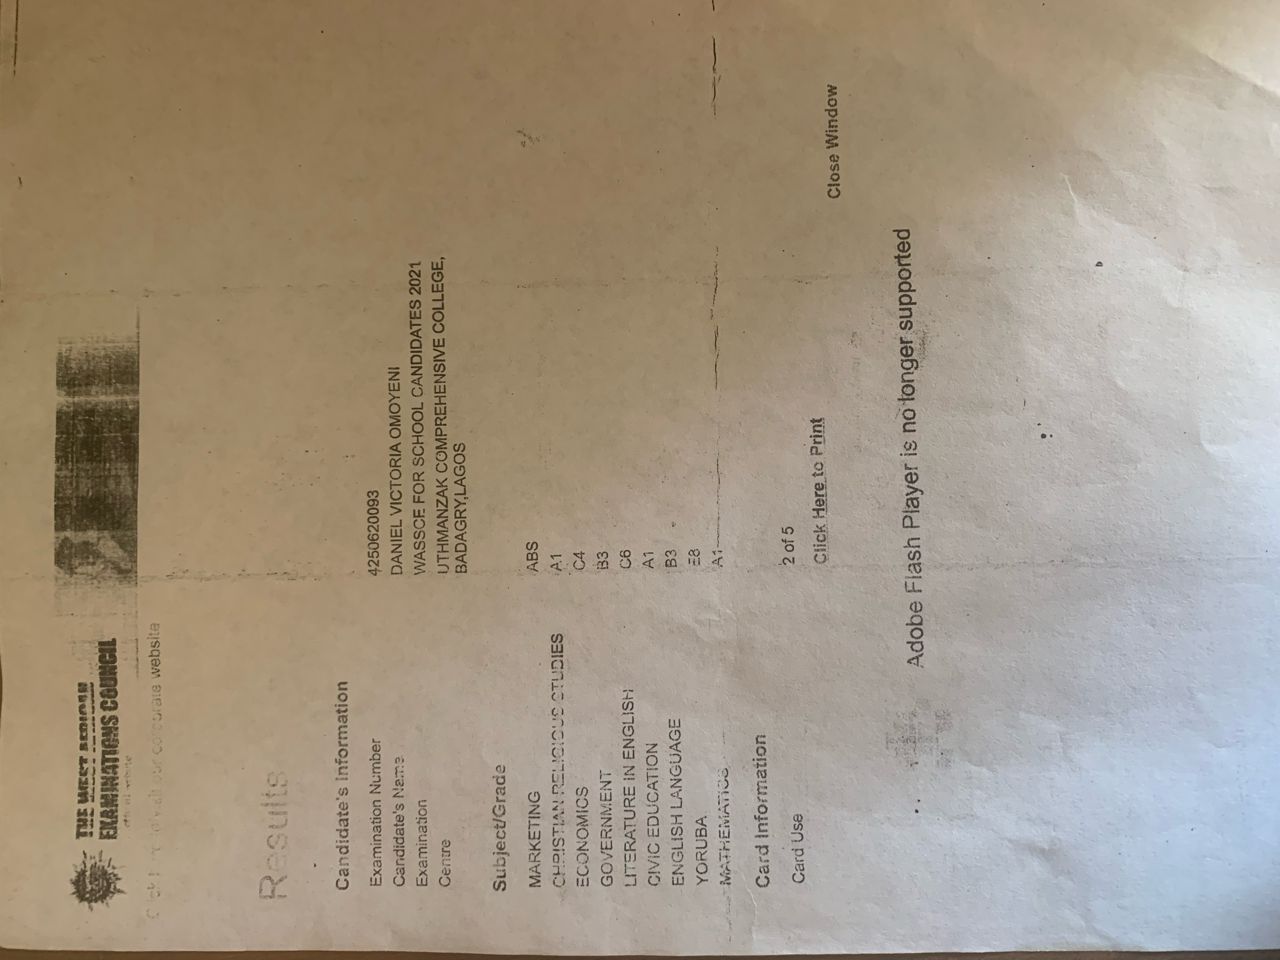 THE WEST AFRICAN
EXAMINATIONS COUNCIL
Click here to visit our corporate website
Results
Candidate's Information
Examination Number 4250620093
Candidate's Name DANIEL VICTORIA OMOYENI
Examination WASSCE FOR SCHOOL CANDIDATES 2021
Centre UTHMANZAK COMPREHENSIVE COLLEGE,
BADAGRY,LAGOS
Subject/Grade
MARKETING ABS
CHRISTIAN RELIGIOUS STUDIES A1
ECONOMICS C4
GOVERNMENT B3
LITERATURE IN ENGLISH C6
CIVIC EDUCATION A1
ENGLISH LANGUAGE B3
YORUBA E8
MATHEMATICS A1
Card Information
Card Use 2 of 5
Click Here to Print
Close Window
Adobe Flash Player is no longer supported